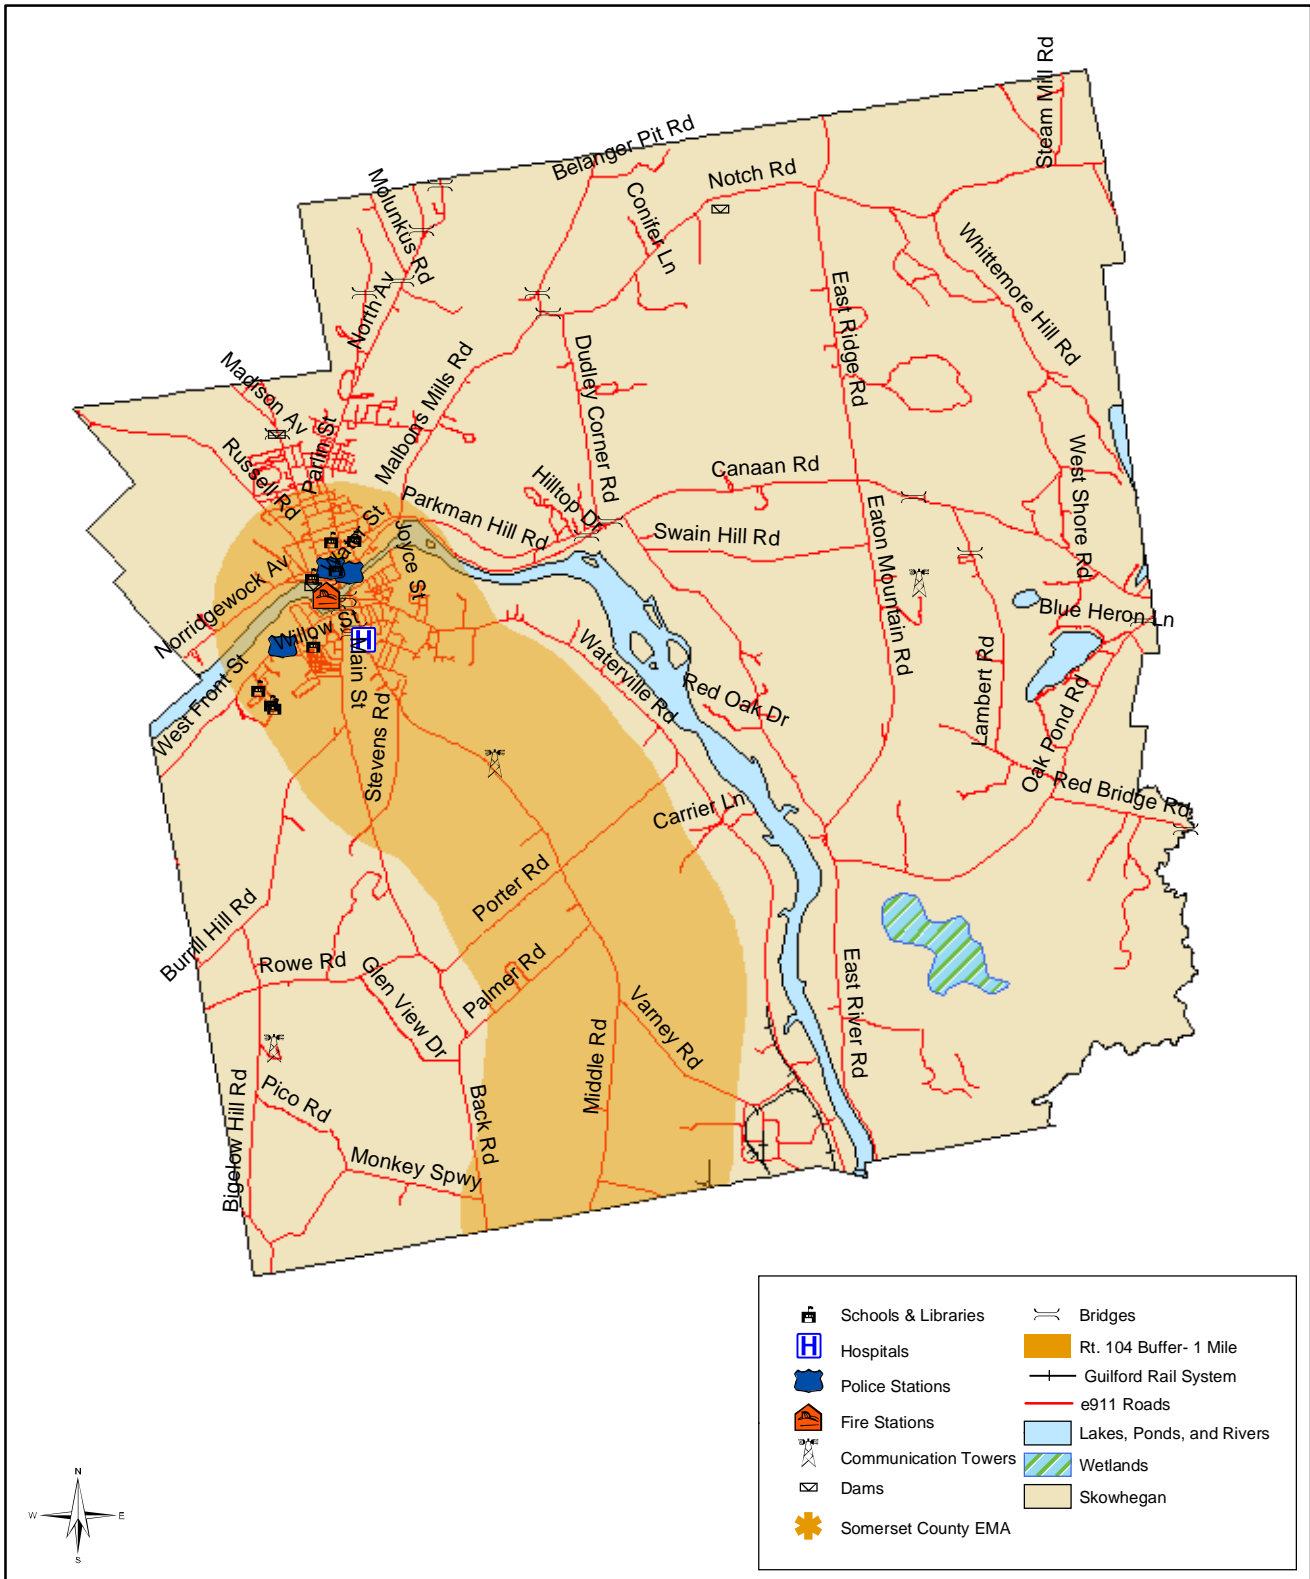 Steam Mill Rd
Belanger Pit Rd
Notch Rd
Molunkus Rd
Conifer Ln
Whittemore Hill Rd
North Av
East Ridge Rd
Dudley Corner Rd
Malbons Mills Rd
Madison Av
Parlin St
Russell Rd
West Shore Rd
Canaan Rd
Hilltop Dr
Parkman Hill Rd
Swain Hill Rd
Eaton Mountain Rd
Water St
Joyce St
Norridgewock Av
Blue Heron Ln
Willow St
H
Main St
West Front St
Waterville Rd
Red Oak Dr
Lambert Rd
Oak Pond Rd
Stevens Rd
Red Bridge Rd
Carrier Ln
Porter Rd
Burrill Hill Rd
Rowe Rd
Glen View Dr
Palmer Rd
Varney Rd
East River Rd
Middle Rd
Pico Rd
Bigelow Hill Rd
Back Rd
Monkey Spwy
Schools & Libraries
H
Hospitals
Police Stations
Fire Stations
Communication Towers
Dams
Somerset County EMA
Bridges
Rt. 104 Buffer- 1 Mile
Guilford Rail System
e911 Roads
Lakes, Ponds, and Rivers
Wetlands
Skowhegan
N
W
E
S